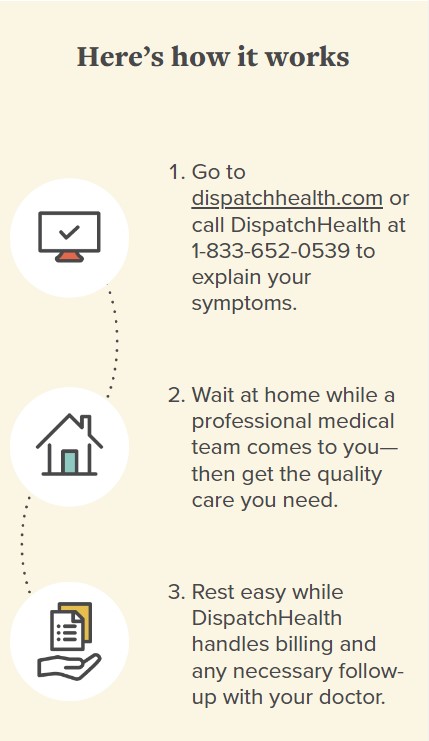 Here's how it works
1. Go to
dispatchhealth.com or
call DispatchHealth at
1-833-652-0539 to
explain your
symptoms.
2. Wait at home while a
professional medical
team comes to you—
then get the quality
care you need.
3. Rest easy while
DispatchHealth
handles billing and
any necessary follow-
up with your doctor.